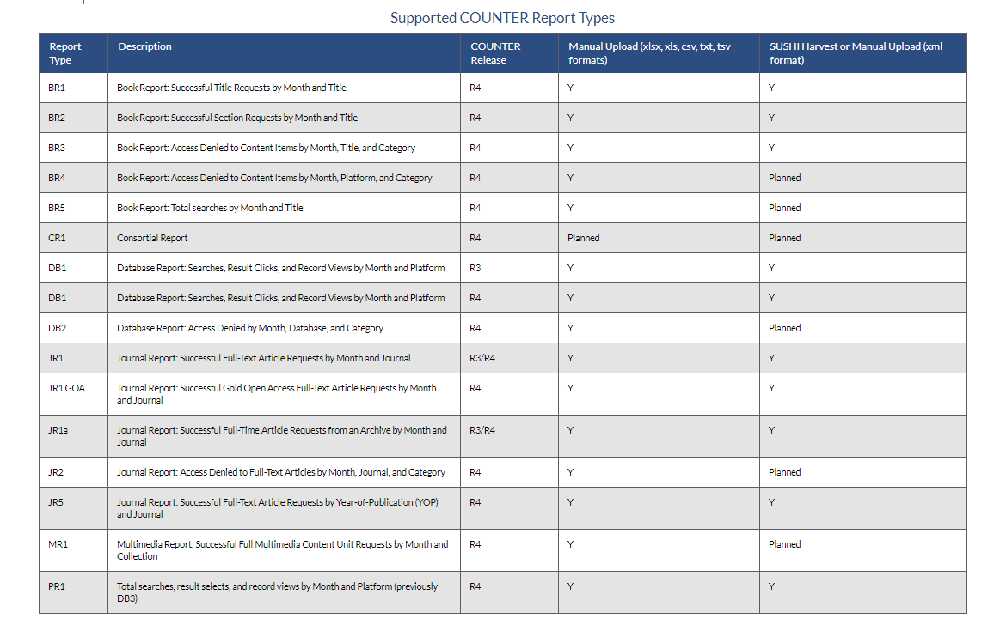 Supported COUNTER Report Types
Report Description COUNTER Manual Upload (xlsx, xls, csv, txt, tsv SUSHI Harvest or Manual Upload (xml
Type Release formats) format)
BR1 Book Report: Successful Title Requests by Month and Title R4 Y Y
BR2 Book Report: Successful Section Requests by Month and Title R4 Y Y
BR3 Book Report: Access Denied to Content Items by Month, Title, and Category R4 Y Y
BR4 Book Report: Access Denied to Content Items by Month, Platform, and Category R4 Y Planned
BR5 Book Report: Total searches by Month and Title R4 Y Planned
CR1 Consortial Report R4 Planned Planned
DB1 Database Report: Searches, Result Clicks, and Record Views by Month and Platform R3 Y Y
DB1 Database Report: Searches, Result Clicks, and Record Views by Month and Platform R4 Y Y
DB2 Database Report: Access Denied by Month, Database, and Category R4 Y Planned
JR1 Journal Report: Successful Full-Text Article Requests by Month and Journal R3/R4 Y Y
JR1 GOA Journal Report: Successful Gold Open Access Full-Text Article Requests by Month R4 Y Y
and Journal
JR1a Journal Report: Successful Full-Time Article Requests from an Archive by Month and R3/R4 Y Y
Journal
JR2 Journal Report: Access Denied to Full-Text Articles by Month, Journal, and Category R4 Y Planned
JR5 Journal Report: Successful Full-Text Article Requests by Year-of-Publication (YOP) R4 Y Y
and Journal
MR1 Multimedia Report: Successful Full Multimedia Content Unit Requests by Month and R4 Y Planned
Collection
PR1 Total searches, result selects, and record views by Month and Platform (previously R4 Y Y
DB3)